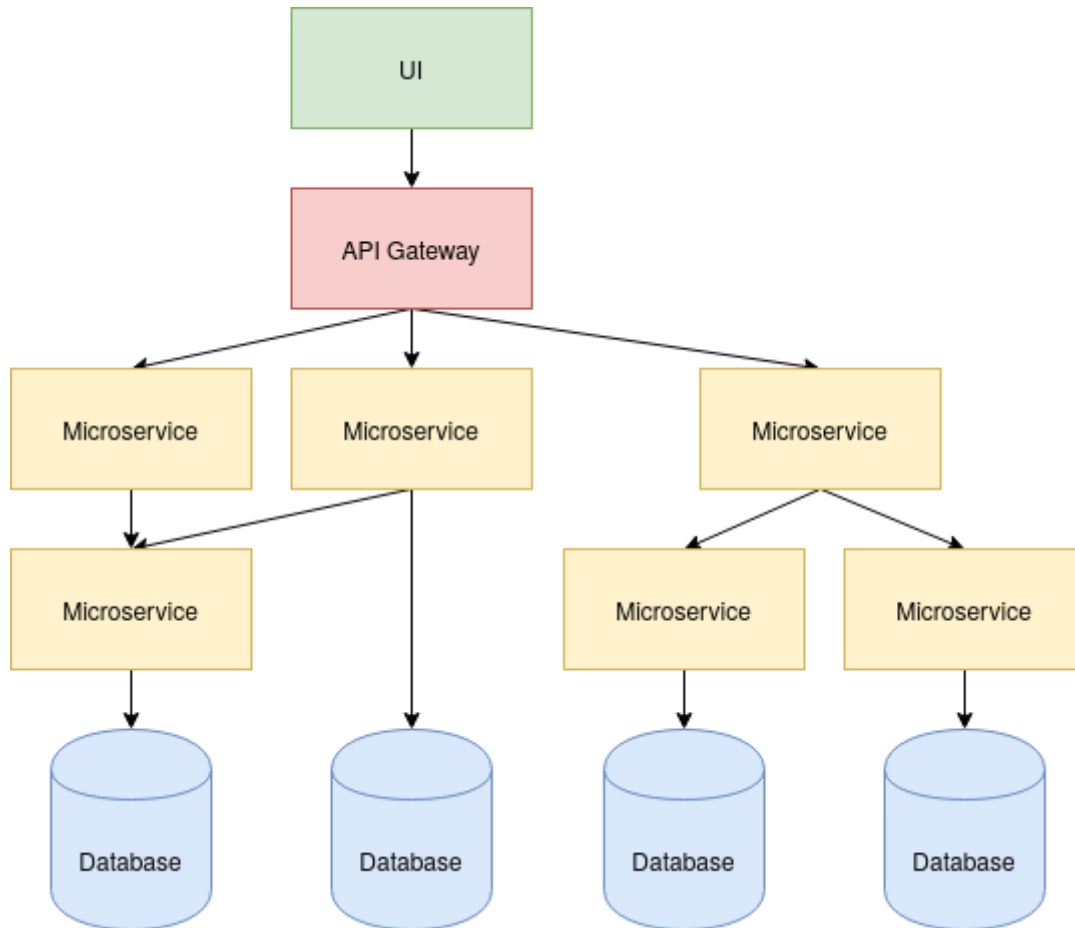 UI
API Gateway
Microservice
Microservice
Microservice
Microservice
Microservice
Microservice
Database
Database
Database
Database